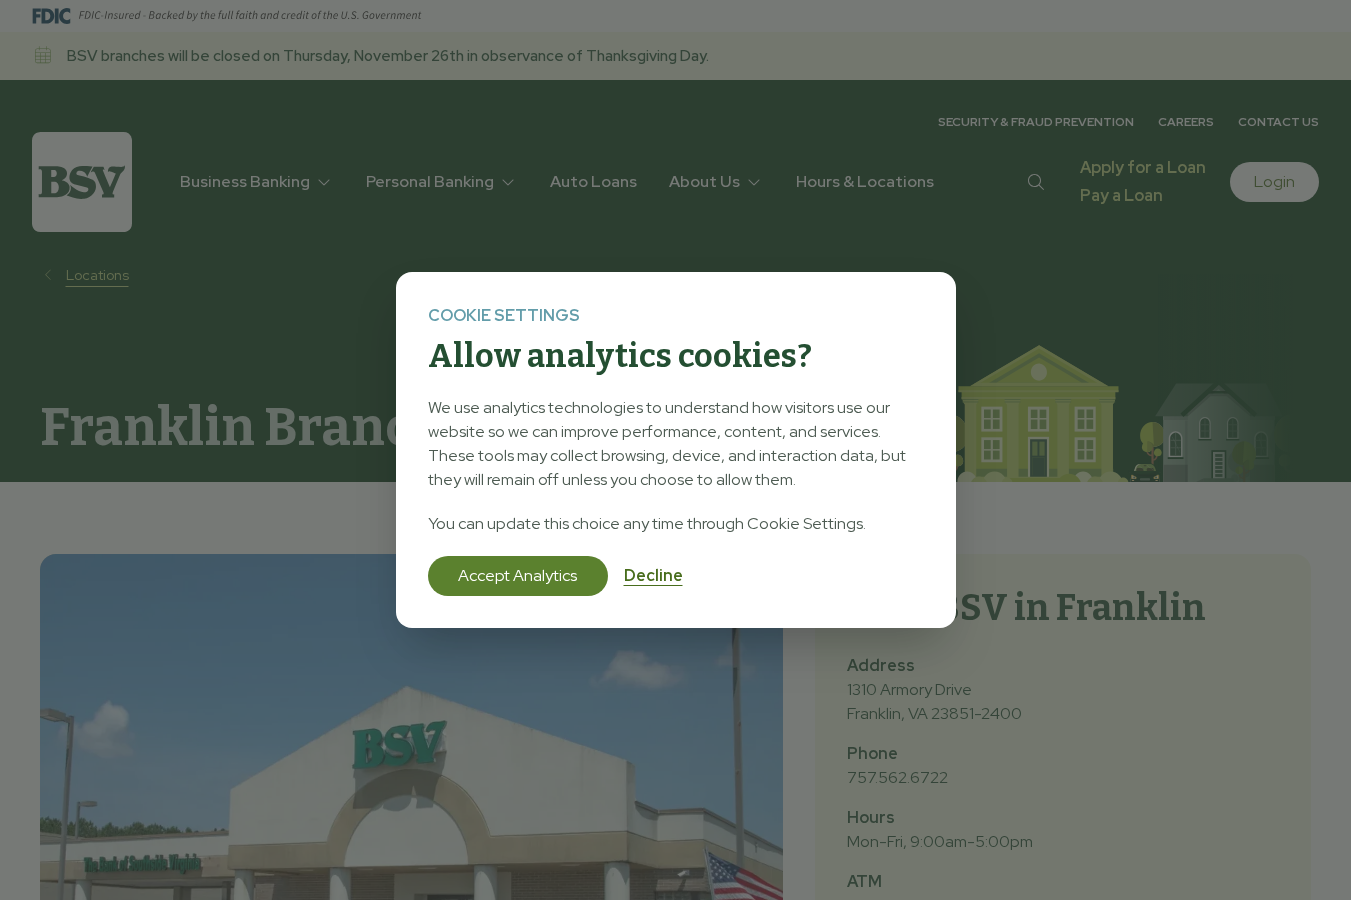 FDIC FDIC-Insured - Backed by the full faith and credit of the U.S. Government
BSV branches will be closed on Thursday, November 26th in observance of Thanksgiving Day.
SECURITY & FRAUD PREVENTION CAREERS CONTACT US
BSV
Business Banking Personal Banking Auto Loans About Us Hours & Locations
Apply for a Loan
Pay a Loan
Login
Locations
COOKIE SETTINGS
Allow analytics cookies?
Franklin
We use analytics technologies to understand how visitors use our
website so we can improve performance, content, and services.
These tools may collect browsing, device, and interaction data, but
they will remain off unless you choose to allow them.
You can update this choice any time through Cookie Settings.
Accept Analytics Decline
BSV in Franklin
Address
1310 Armory Drive
Franklin, VA 23851-2400
Phone
757.562.6722
Hours
Mon-Fri, 9:00am-5:00pm
ATM
BSV
The Bank of Southside Virginia